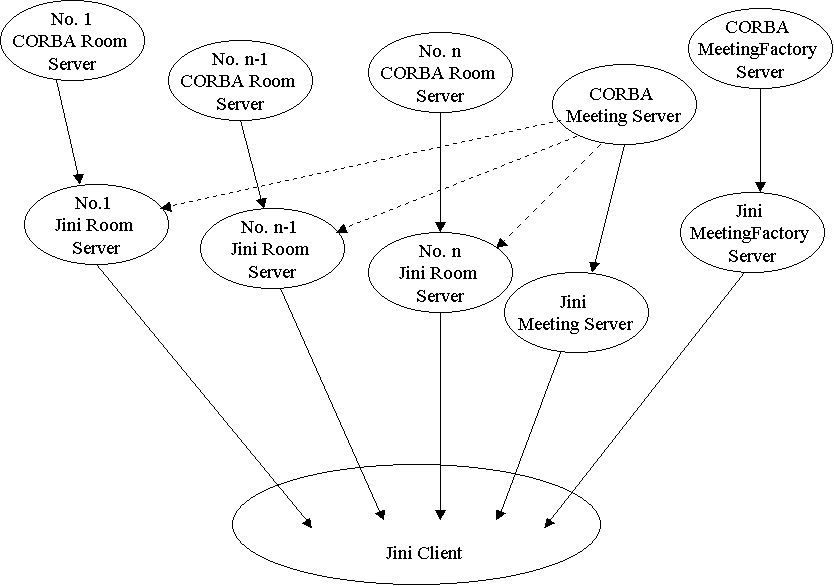 No. 1
CORBA Room
Server
No. n-1
CORBA Room
Server
No. n
CORBA Room
Server
CORBA
Meeting Server
CORBA
MeetingFactory
Server
No.1
Jini Room
Server
No. n-1
Jini Room
Server
No. n
Jini Room
Server
Jini
Meeting Server
Jini
MeetingFactory
Server
Jini Client